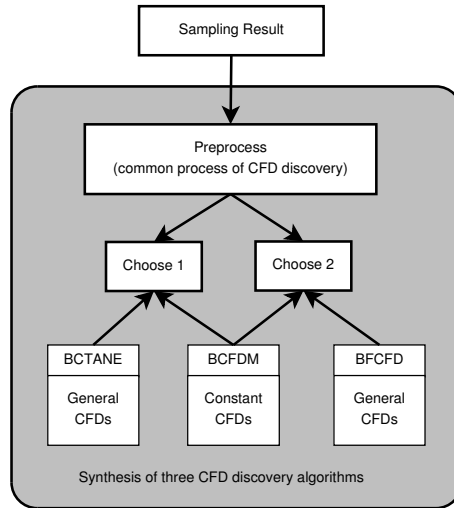 Sampling Result
Preprocess
(common process of CFD discovery)
Choose 1
Choose 2
BCTANE
General
CFDs
BCFDM
Constant
CFDs
BFCFD
General
CFDs
Synthesis of three CFD discovery algorithms